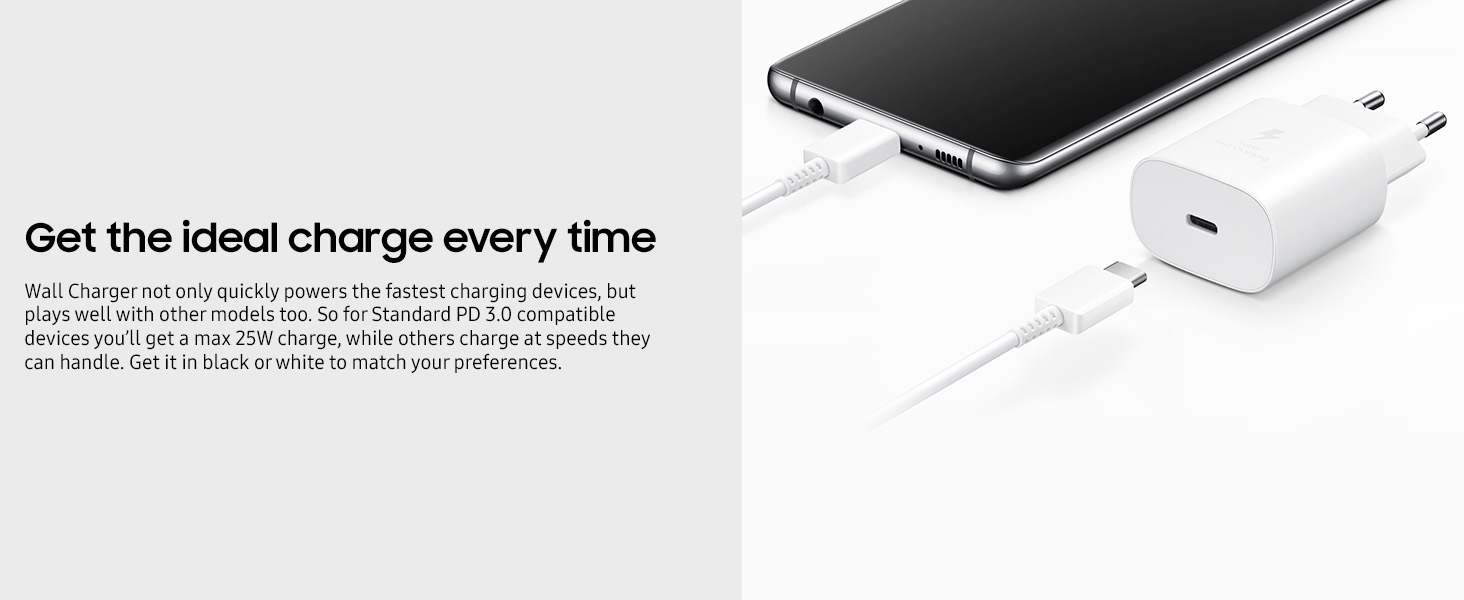 Get the ideal charge every time
Wall Charger not only quickly powers the fastest charging devices, but
plays well with other models too. So for Standard PD 3.0 compatible
devices you’ll get a max 25W charge, while others charge at speeds they
can handle. Get it in black or white to match your preferences.